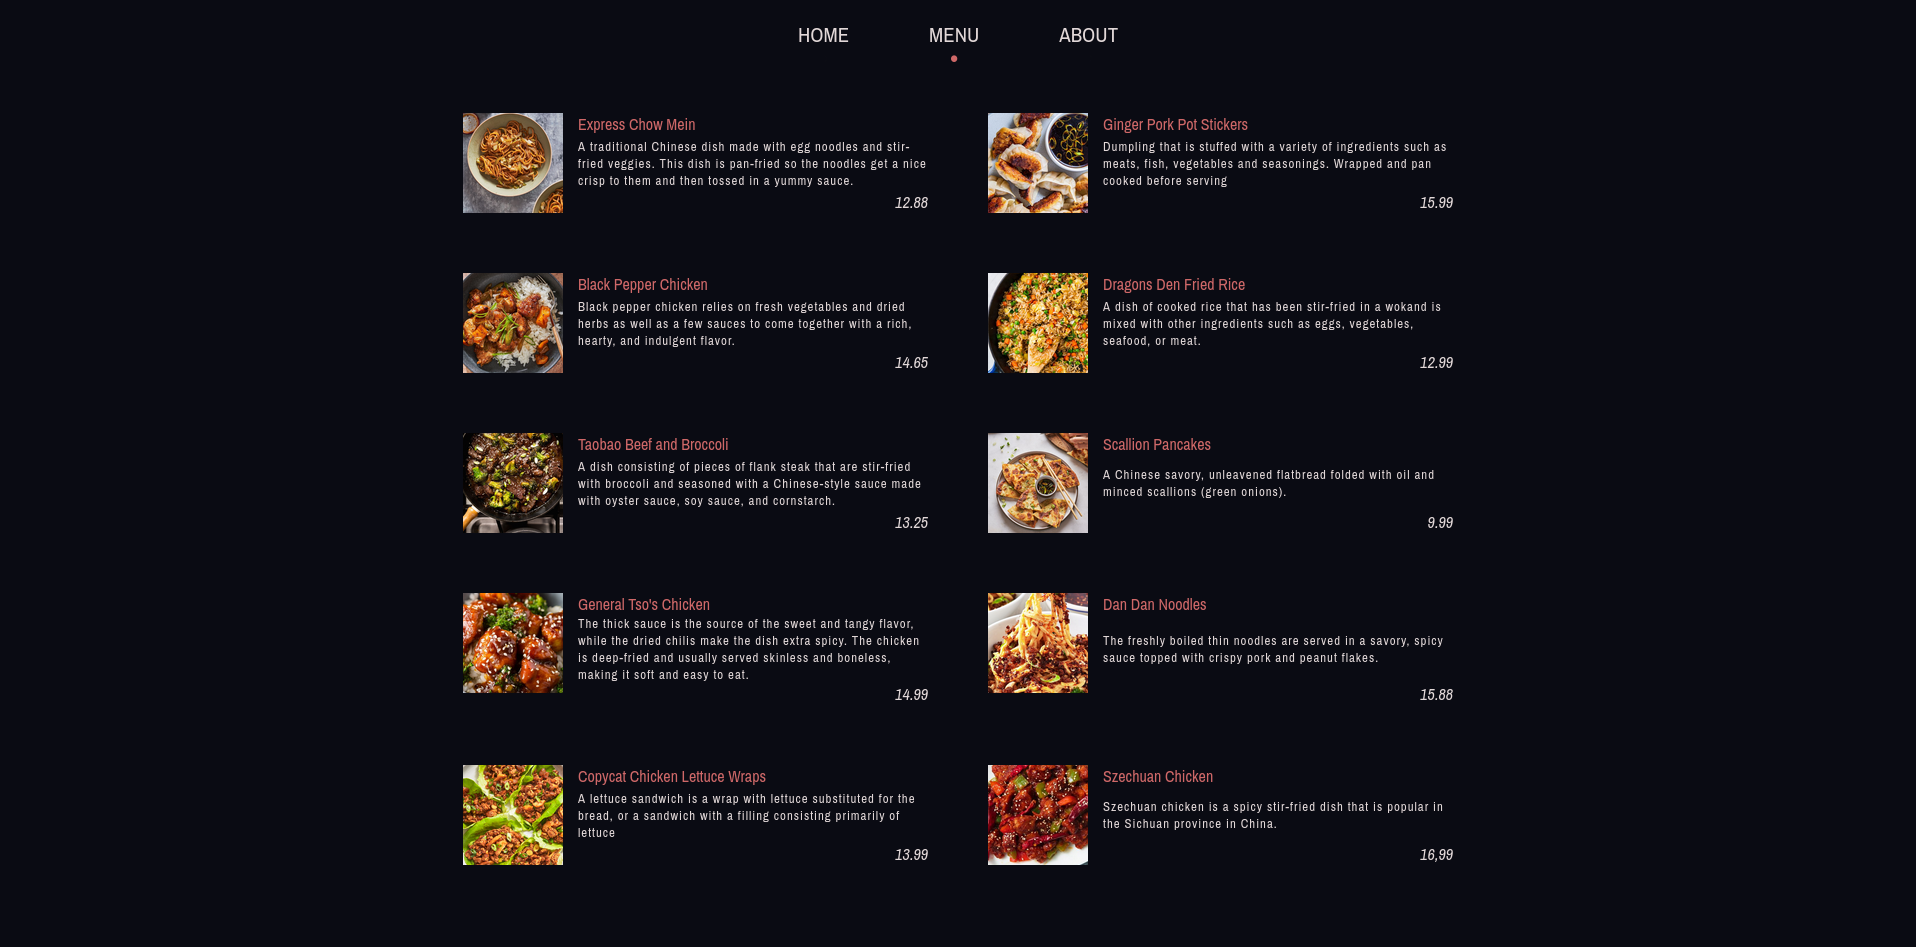 HOME MENU ABOUT
Express Chow Mein
A traditional Chinese dish made with egg noodles and stir-
fried veggies. This dish is pan-fried so the noodles get a nice
crisp to them and then tossed in a yummy sauce.
12.88
Ginger Pork Pot Stickers
Dumpling that is stuffed with a variety of ingredients such as
meats, fish, vegetables and seasonings. Wrapped and pan
cooked before serving
15.99
Black Pepper Chicken
Black pepper chicken relies on fresh vegetables and dried
herbs as well as a few sauces to come together with a rich,
hearty, and indulgent flavor.
14.65
Dragons Den Fried Rice
A dish of cooked rice that has been stir-fried in a wokand is
mixed with other ingredients such as eggs, vegetables,
seafood, or meat.
12.99
Taobao Beef and Broccoli
A dish consisting of pieces of flank steak that are stir-fried
with broccoli and seasoned with a Chinese-style sauce made
with oyster sauce, soy sauce, and cornstarch.
13.25
Scallion Pancakes
A Chinese savory, unleavened flatbread folded with oil and
minced scallions (green onions).
9.99
General Tso's Chicken
The thick sauce is the source of the sweet and tangy flavor,
while the dried chilis make the dish extra spicy. The chicken
is deep-fried and usually served skinless and boneless,
making it soft and easy to eat.
14.99
Dan Dan Noodles
The freshly boiled thin noodles are served in a savory, spicy
sauce topped with crispy pork and peanut flakes.
15.88
Copycat Chicken Lettuce Wraps
A lettuce sandwich is a wrap with lettuce substituted for the
bread, or a sandwich with a filling consisting primarily of
lettuce
13.99
Szechuan Chicken
Szechuan chicken is a spicy stir-fried dish that is popular in
the Sichuan province in China.
16,99